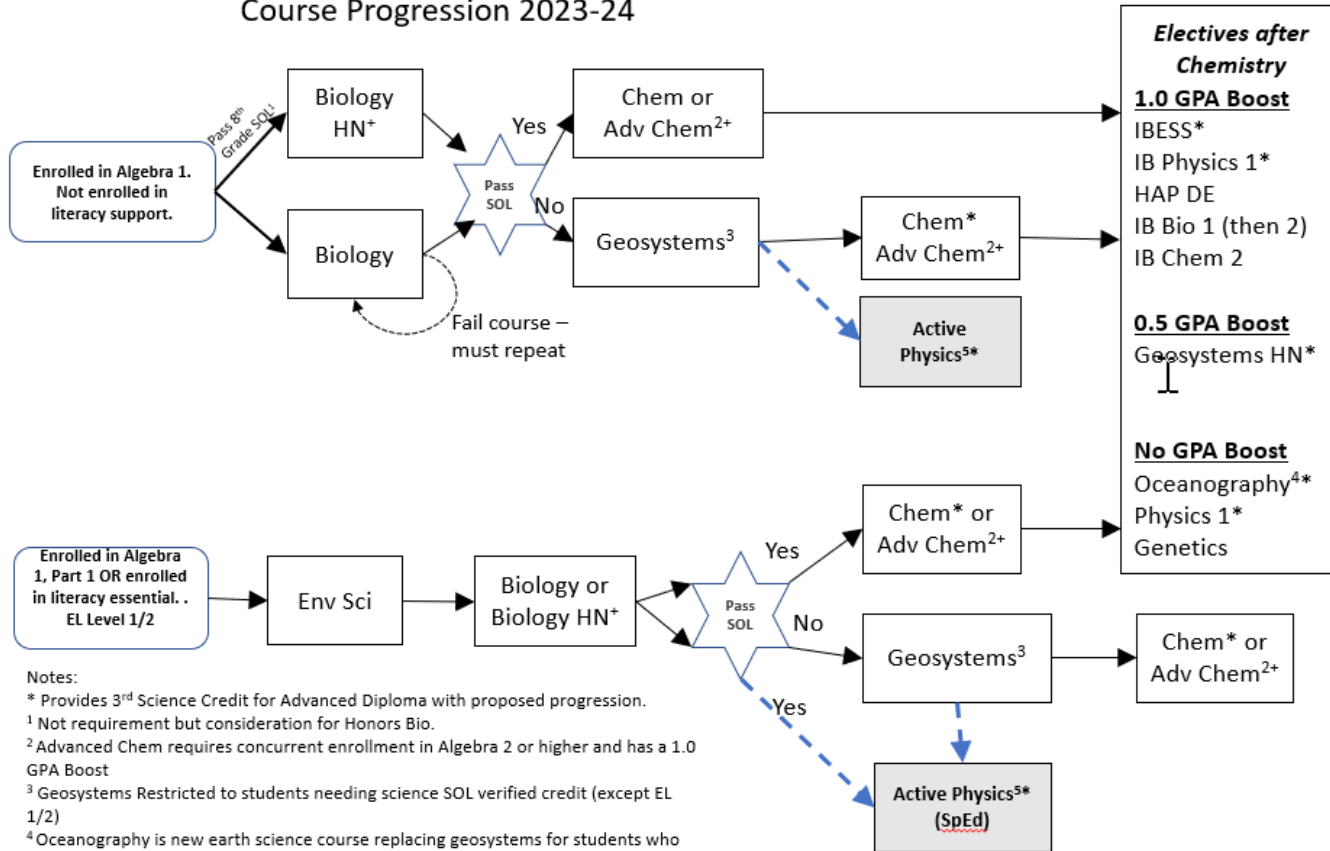 Course Progression 2023-24
Pass 8th
Grade SOL1
Enrolled in Algebra 1.
Not enrolled in
literacy support.
Biology
HN+
Biology
Fail course –
must repeat
Pass
SOL
Yes
No
Chem or
Adv Chem2+
Geosystems3
Chem*
Adv Chem2+
Active
Physics5*
Electives after
Chemistry
1.0 GPA Boost
IBESS*
IB Physics 1*
HAP DE
IB Bio 1 (then 2)
IB Chem 2
0.5 GPA Boost
Geosystems HN*
No GPA Boost
Oceanography4*
Physics 1*
Genetics
Enrolled in Algebra
1, Part 1 OR enrolled
in literacy essential. .
EL Level 1/2
Env Sci
Biology or
Biology HN+
Pass
SOL
Yes
No
Yes
Chem* or
Adv Chem2+
Geosystems3
Chem* or
Adv Chem2+
Active Physics5*
(SpEd)
Notes:
* Provides 3rd Science Credit for Advanced Diploma with proposed progression.
1 Not requirement but consideration for Honors Bio.
2 Advanced Chem requires concurrent enrollment in Algebra 2 or higher and has a 1.0
GPA Boost
3 Geosystems Restricted to students needing science SOL verified credit (except EL
1/2)
4 Oceanography is new earth science course replacing geosystems for students who